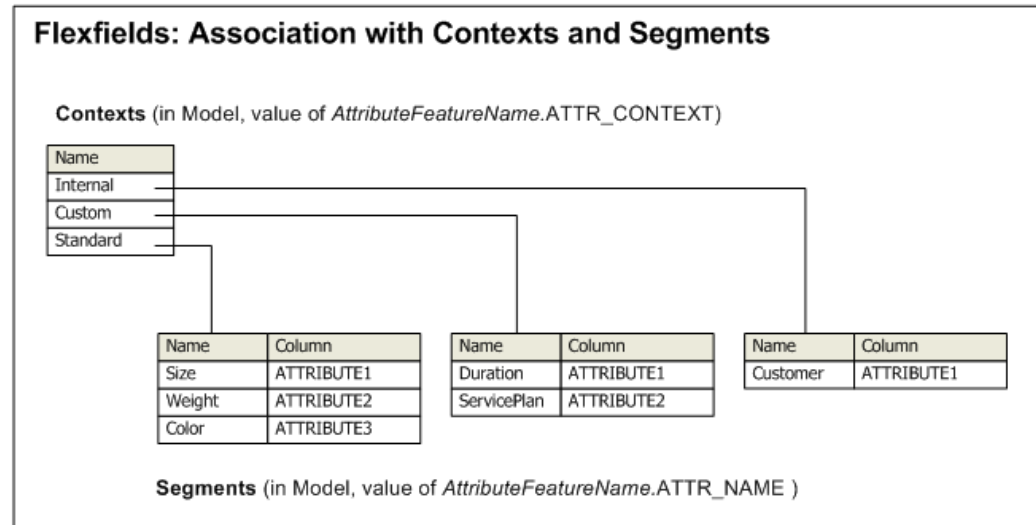 Flexfields: Association with Contexts and Segments
Contexts (in Model, value of AttributeFeatureName.ATTR_CONTEXT)
Name
Internal
Custom
Standard
Name Column
Size ATTRIBUTE1
Weight ATTRIBUTE2
Color ATTRIBUTE3
Name Column
Duration ATTRIBUTE1
ServicePlan ATTRIBUTE2
Name Column
Customer ATTRIBUTE1
Segments (in Model, value of AttributeFeatureName.ATTR_NAME )